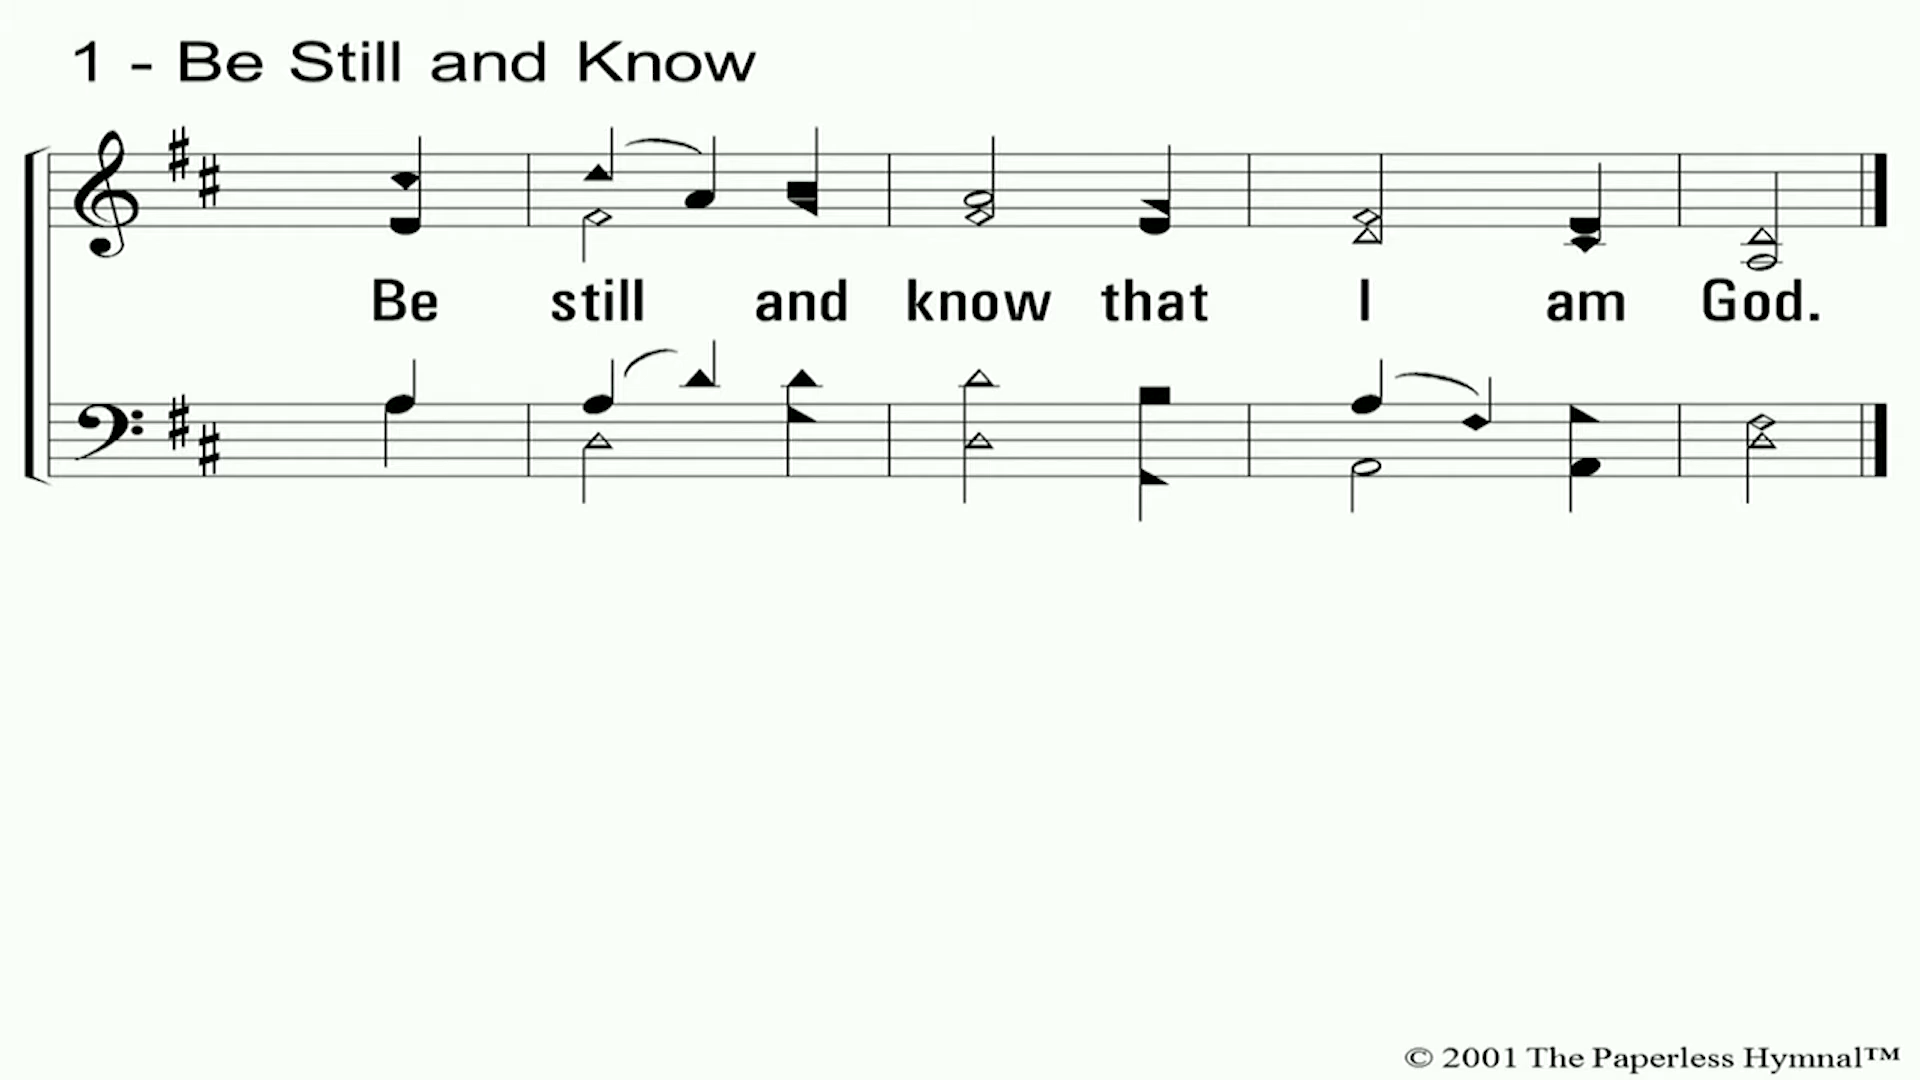 1 - Be Still and Know
Be still and know that I am God.
© 2001 The Paperless Hymnal™